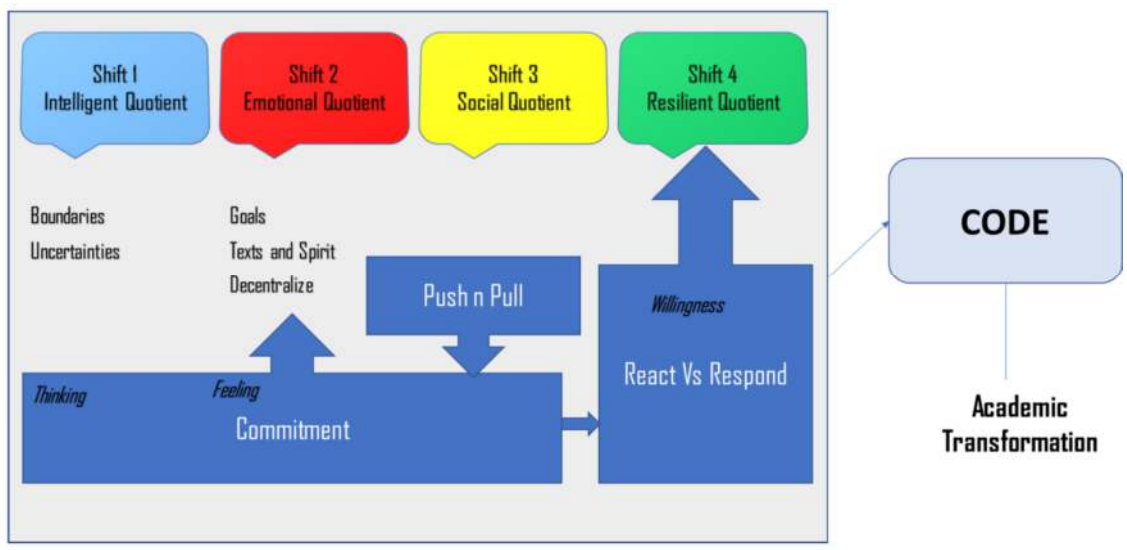 Shift 1
Intelligent Quotient
Shift 2
Emotional Quotient
Shift 3
Social Quotient
Shift 4
Resilient Quotient
Boundaries
Uncertainties
Goals
Texts and Spirit
Decentralize
Push n Pull
Willingness
React Vs Respond
Thinking
Feeling
Commitment
CODE
Academic
Transformation